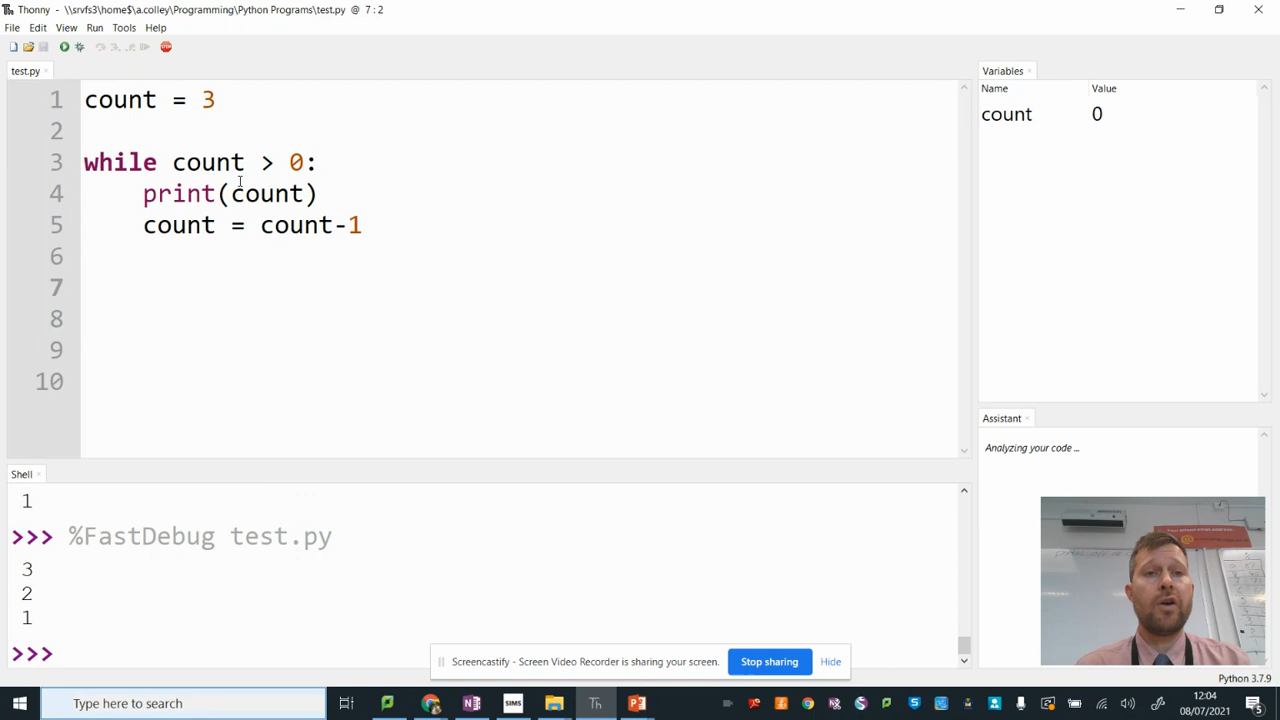 Thonny - \\srvfs3\home$\a.colley\Programming\Python Programs\test.py @ 7 : 2
File Edit View Run Tools Help
test.py
1 count = 3
2
3 while count > 0:
4 print(count)
5 count = count-1
6
7
8
9
10
Variables
Name Value
count 0
Assistant
Analyzing your code ...
Shell
1
>>> %FastDebug test.py
3
2
1
>>>
Screencastify - Screen Video Recorder is sharing your screen. Stop sharing Hide
Python 3.7.9
Type here to search
12:04
08/07/2021
5